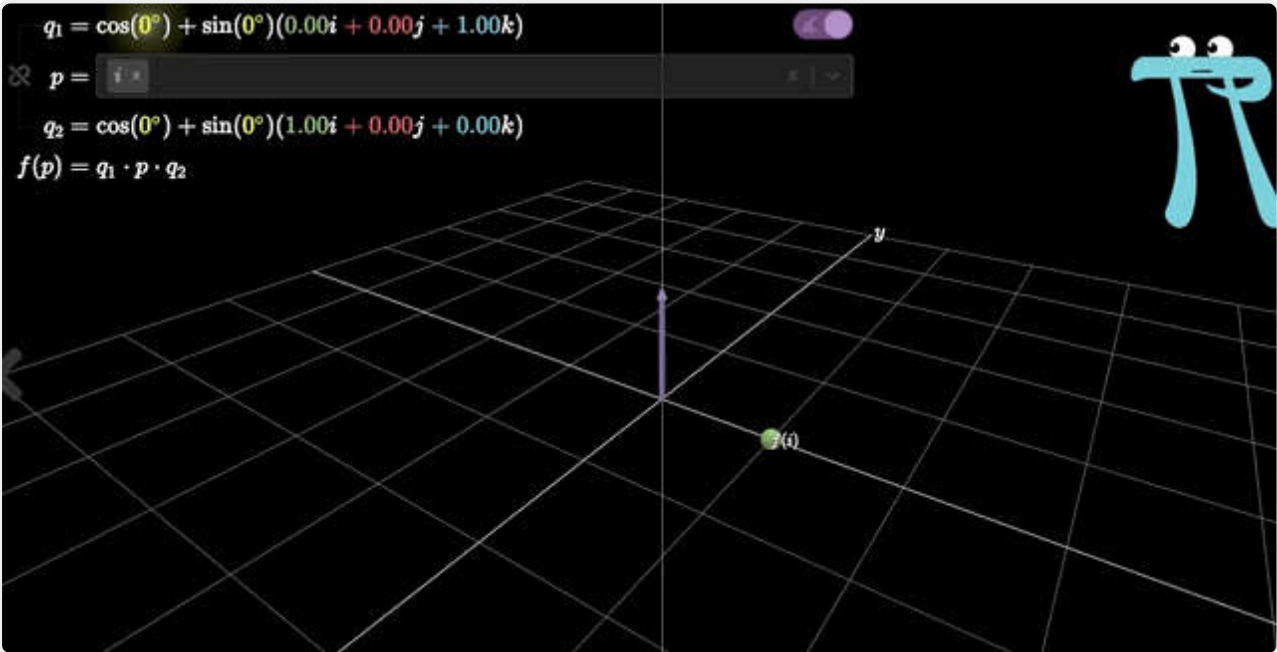 q₁ = cos(0°) + sin(0°)(0.00i + 0.00j + 1.00k)
p = i ×
q₂ = cos(0°) + sin(0°)(1.00i + 0.00j + 0.00k)
f(p) = q₁ · p · q₂
y
f(i)